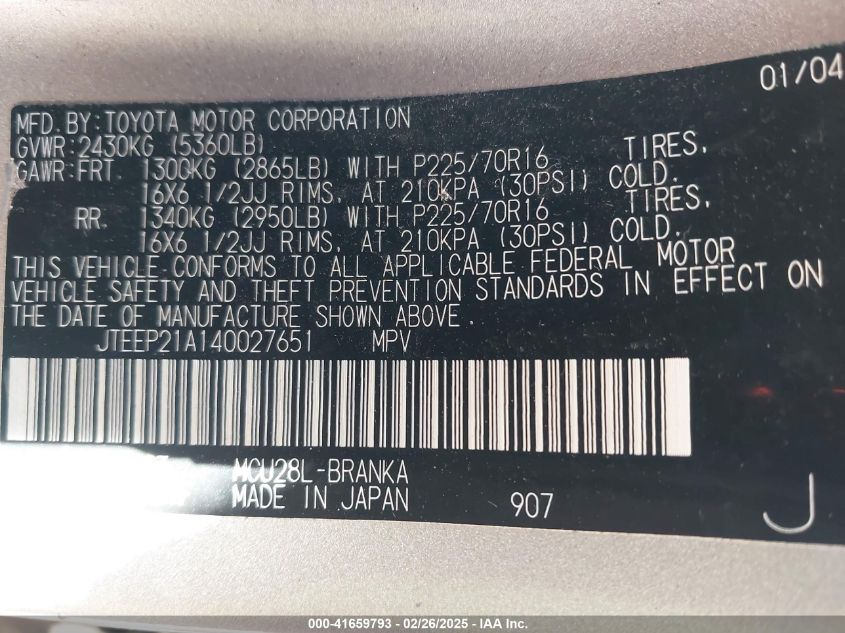 01/04
MFD. BY: TOYOTA MOTOR CORPORATION
GVWR: 2430KG (5360LB)
GAWR: FRT. 1300KG (2865LB) WITH P225/70R16 TIRES,
16X6 1/2JJ RIMS, AT 210KPA (30PSI) COLD.
RR. 1340KG (2950LB) WITH P225/70R16 TIRES,
16X6 1/2JJ RIMS, AT 210KPA (30PSI) COLD.
THIS VEHICLE CONFORMS TO ALL APPLICABLE FEDERAL MOTOR
VEHICLE SAFETY AND THEFT PREVENTION STANDARDS IN EFFECT ON
THE DATE OF MANUFACTURE SHOWN ABOVE.
JTEEP21A140027651 MPV
MCU28L-BRANKA
MADE IN JAPAN 907 J
000-41659793 - 02/26/2025 - IAA Inc.